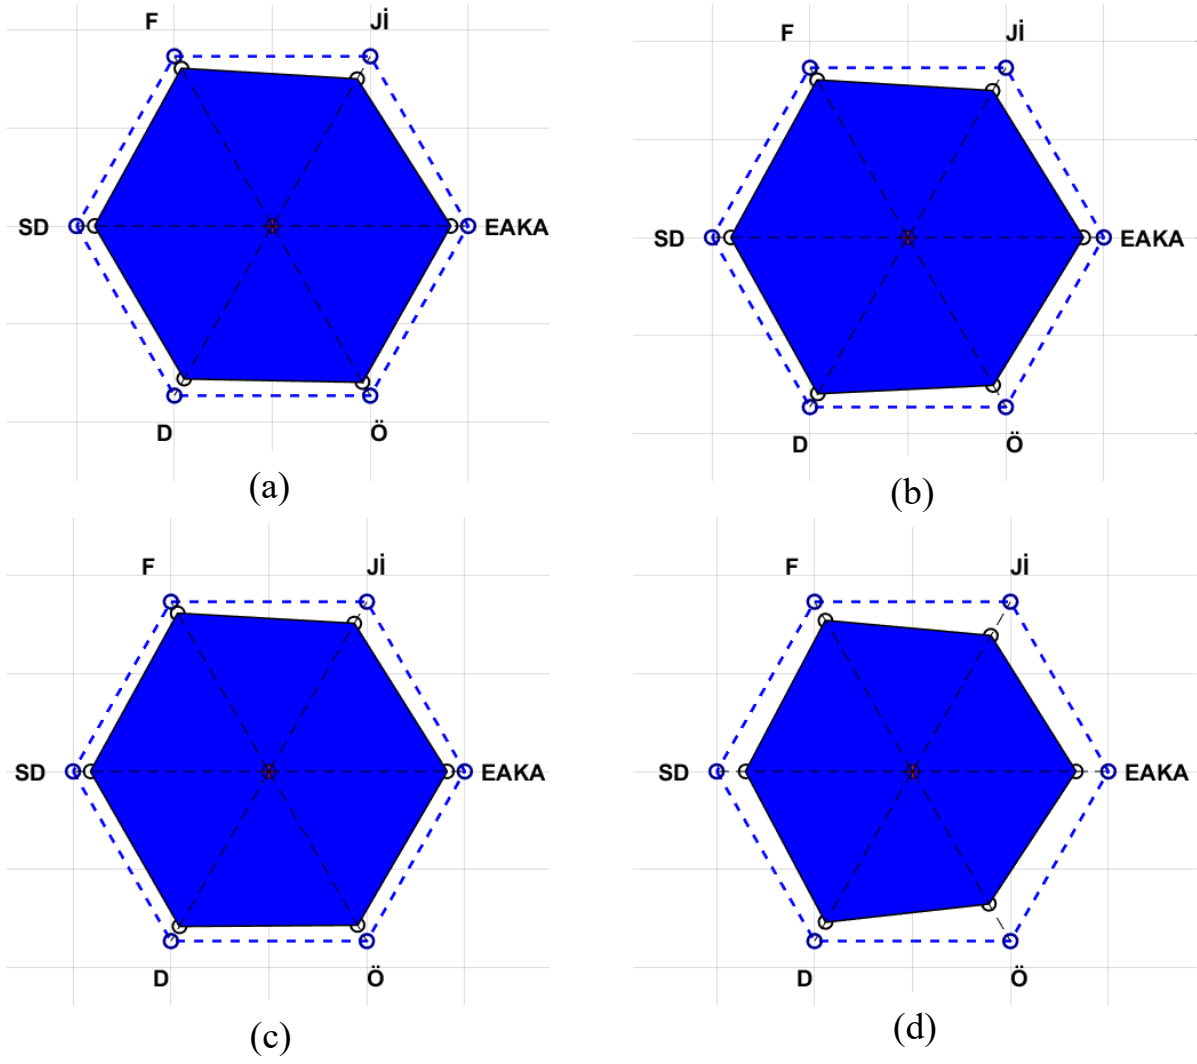 F Jİ
SD EAKA
D Ö
(a)
F Jİ
SD EAKA
D Ö
(b)
F Jİ
SD EAKA
D Ö
(c)
F Jİ
SD EAKA
D Ö
(d)